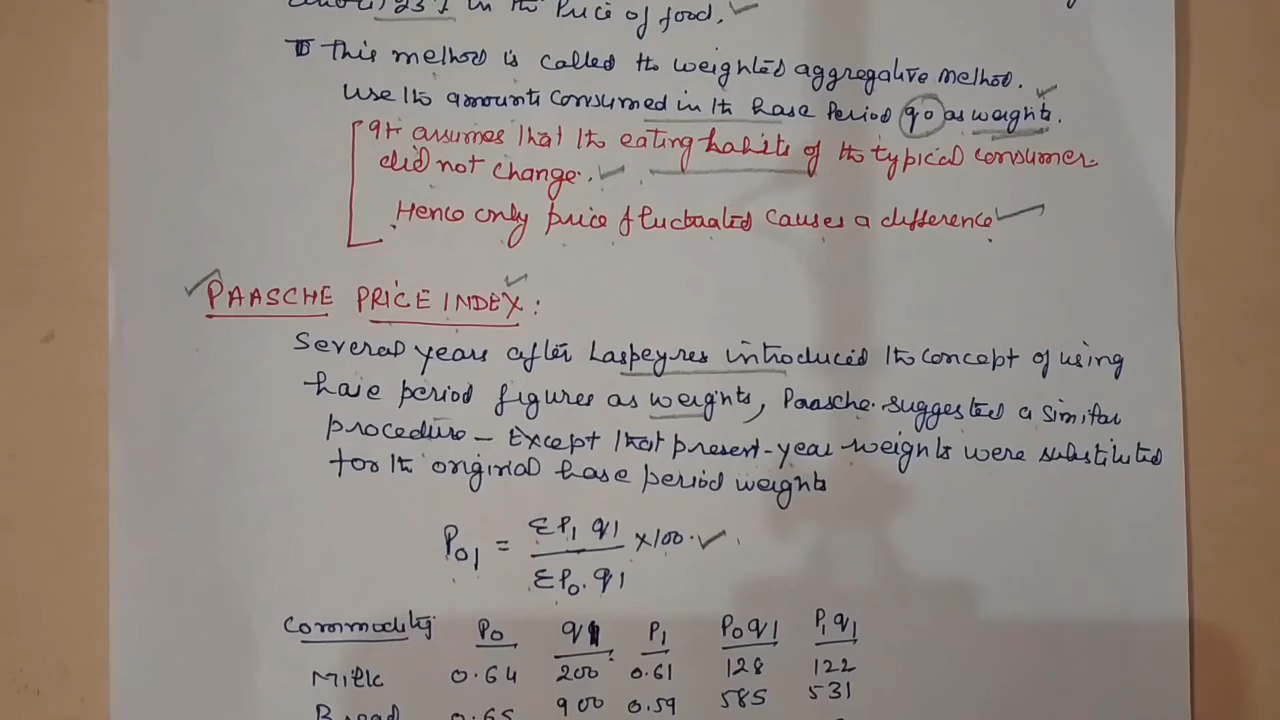 in the Price of food.
This method is called the weighted aggregative method.
Use the amounts consumed in the base Period q0 as weights.
It assumes that the eating habits of the typical consumer
did not change.
Hence only price fluctuated causes a difference
PAASCHE PRICE INDEX:
Several years after Laspeyres introduced the concept of using
base period figures as weights, Paasche suggested a similar
procedure - Except that present-year weights were substituted
for the original base period weights
P01 = ΣP1 q1 / ΣP0.q1 ×100.
Commodity P0 q1 P1 P0q1 P1q1
Milk 0.64 200 0.61 128 122
Bread 0.65 900 0.59 585 531